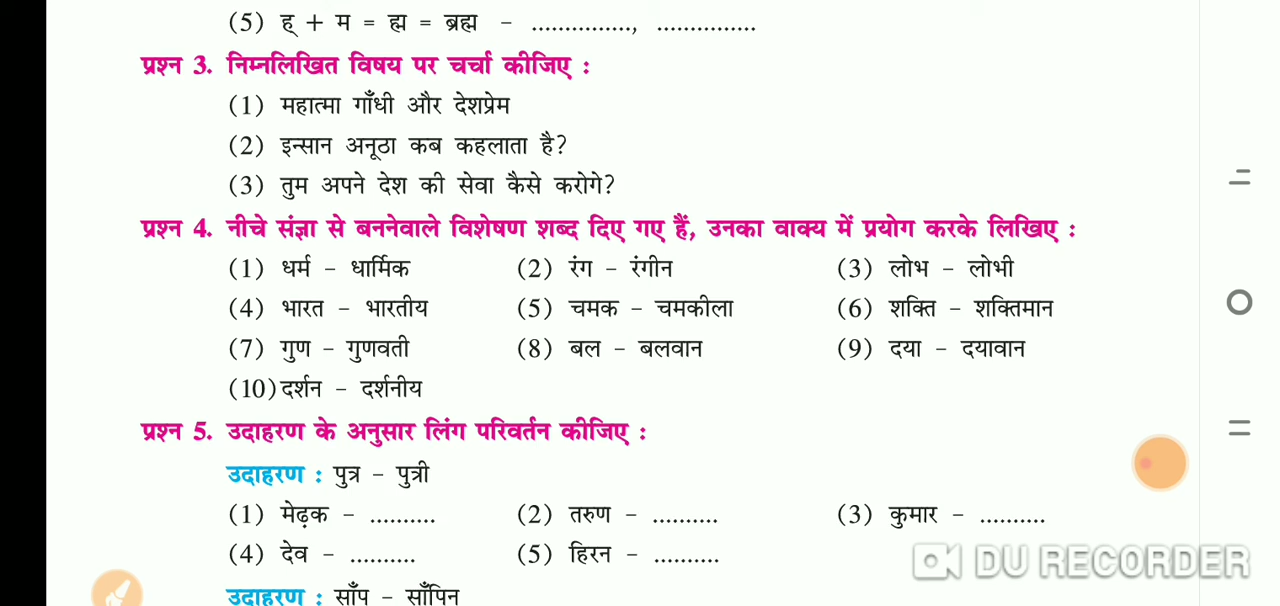 (5) ह् + म = ह्म = ब्रह्म – ..............., ...............
प्रश्न 3. निम्नलिखित विषय पर चर्चा कीजिए :
(1) महात्मा गाँधी और देशप्रेम
(2) इन्सान अनूठा कब कहलाता है?
(3) तुम अपने देश की सेवा कैसे करोगे?
प्रश्न 4. नीचे संज्ञा से बननेवाले विशेषण शब्द दिए गए हैं, उनका वाक्य में प्रयोग करके लिखिए :
(1) धर्म – धार्मिक (2) रंग – रंगीन (3) लोभ – लोभी
(4) भारत – भारतीय (5) चमक – चमकीला (6) शक्ति – शक्तिमान
(7) गुण – गुणवती (8) बल – बलवान (9) दया – दयावान
(10) दर्शन – दर्शनीय
प्रश्न 5. उदाहरण के अनुसार लिंग परिवर्तन कीजिए :
उदाहरण : पुत्र – पुत्री
(1) मेढ़क – .......... (2) तरुण – .......... (3) कुमार – ..........
(4) देव – .......... (5) हिरन – ..........
DU RECORDER
उदाहरण : साँप – साँपिन